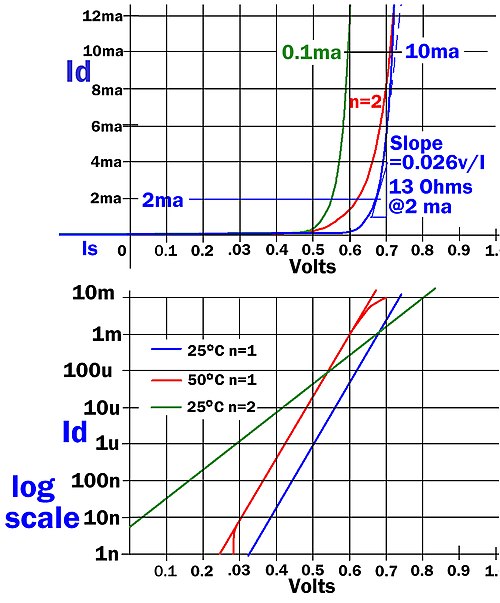 12ma
10ma
Id
0.1ma
10ma
8ma
n=2
6ma
Slope
=0.026v/I
4ma
13 Ohms
@2 ma
2ma
2ma
Is
0 0.1 0.2 .03 0.4 0.5 0.6 0.7 0.8 0.9 1.
Volts
10m
1m
25°C n=1
100u
50°C n=1
10u
25°C n=2
Id
1u
log
scale
100n
10n
1n
0.1 0.2 .03 0.4 0.5 0.6 0.7 0.8 0.9 1.
Volts